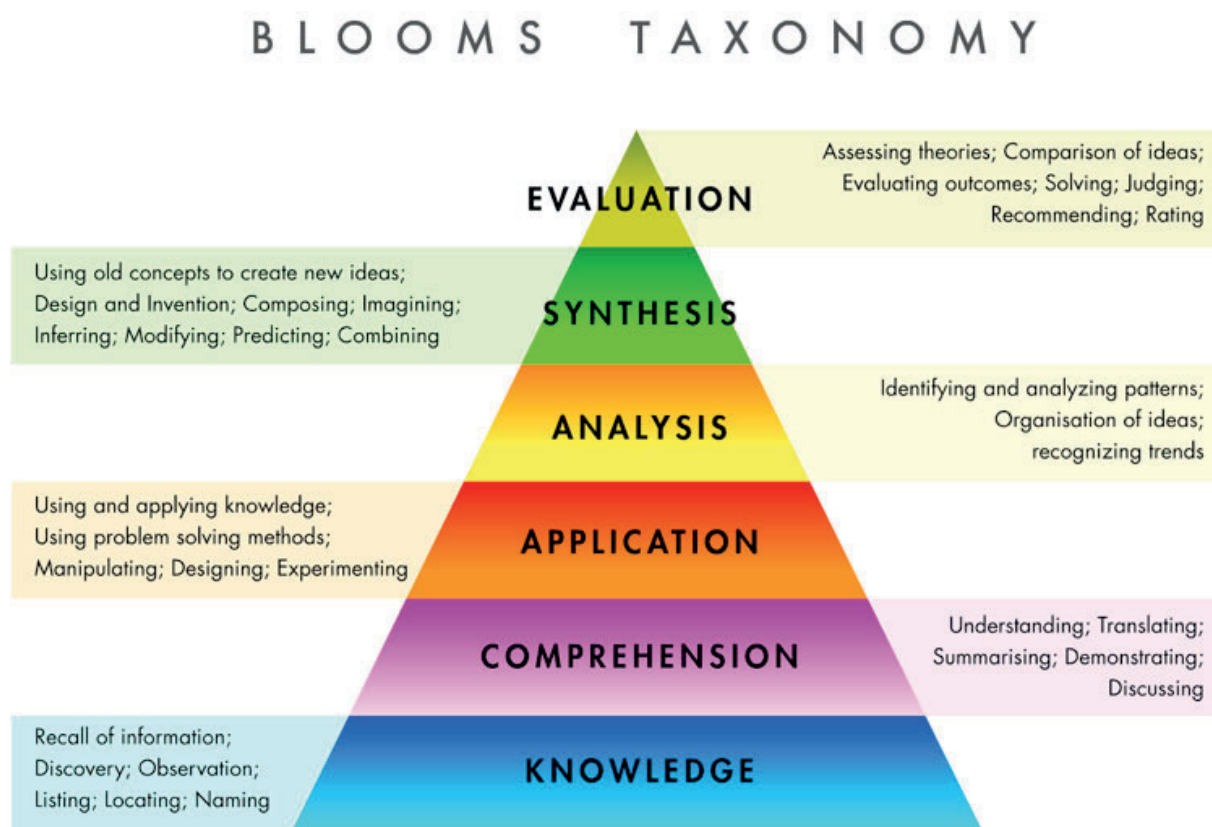 BLOOMS TAXONOMY
EVALUATION
Assessing theories; Comparison of ideas;
Evaluating outcomes; Solving; Judging;
Recommending; Rating
Using old concepts to create new ideas;
Design and Invention; Composing; Imagining;
Inferring; Modifying; Predicting; Combining
SYNTHESIS
ANALYSIS
Identifying and analyzing patterns;
Organisation of ideas;
recognizing trends
Using and applying knowledge;
Using problem solving methods;
Manipulating; Designing; Experimenting
APPLICATION
COMPREHENSION
Understanding; Translating;
Summarising; Demonstrating;
Discussing
Recall of information;
Discovery; Observation;
Listing; Locating; Naming
KNOWLEDGE